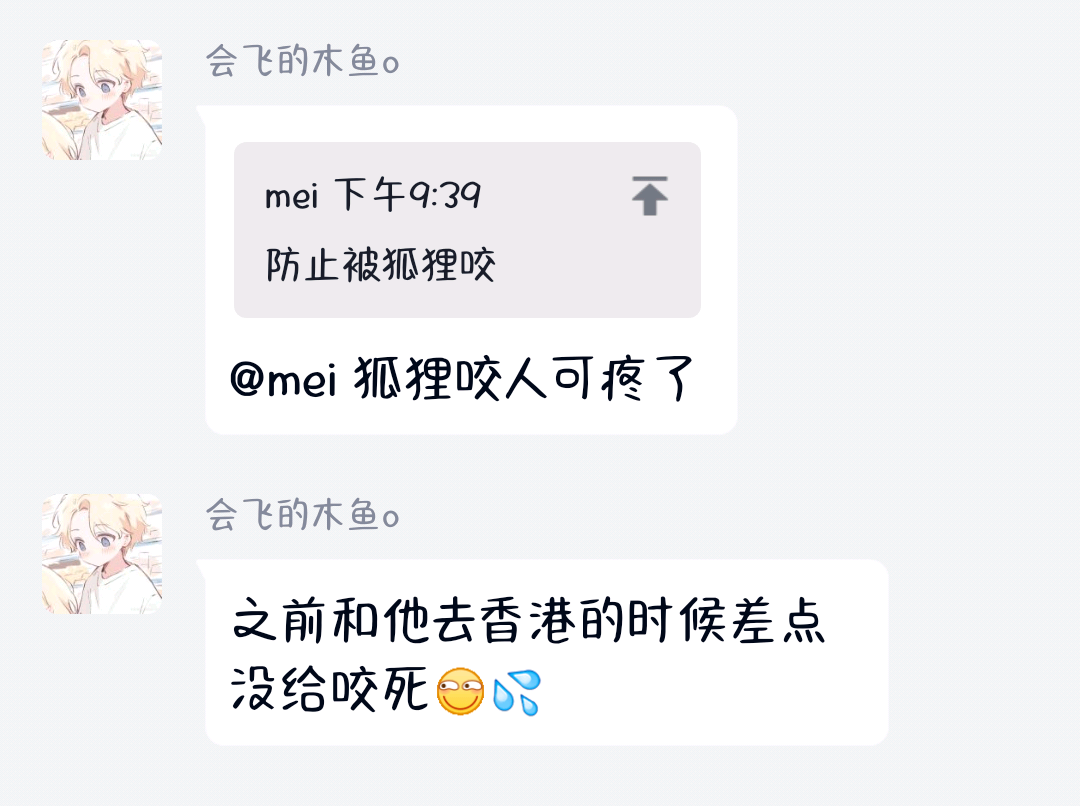 会飞的木鱼o
mei 下午9:39
防止被狐狸咬
@mei 狐狸咬人可疼了
会飞的木鱼o
之前和他去香港的时候差点
没给咬死